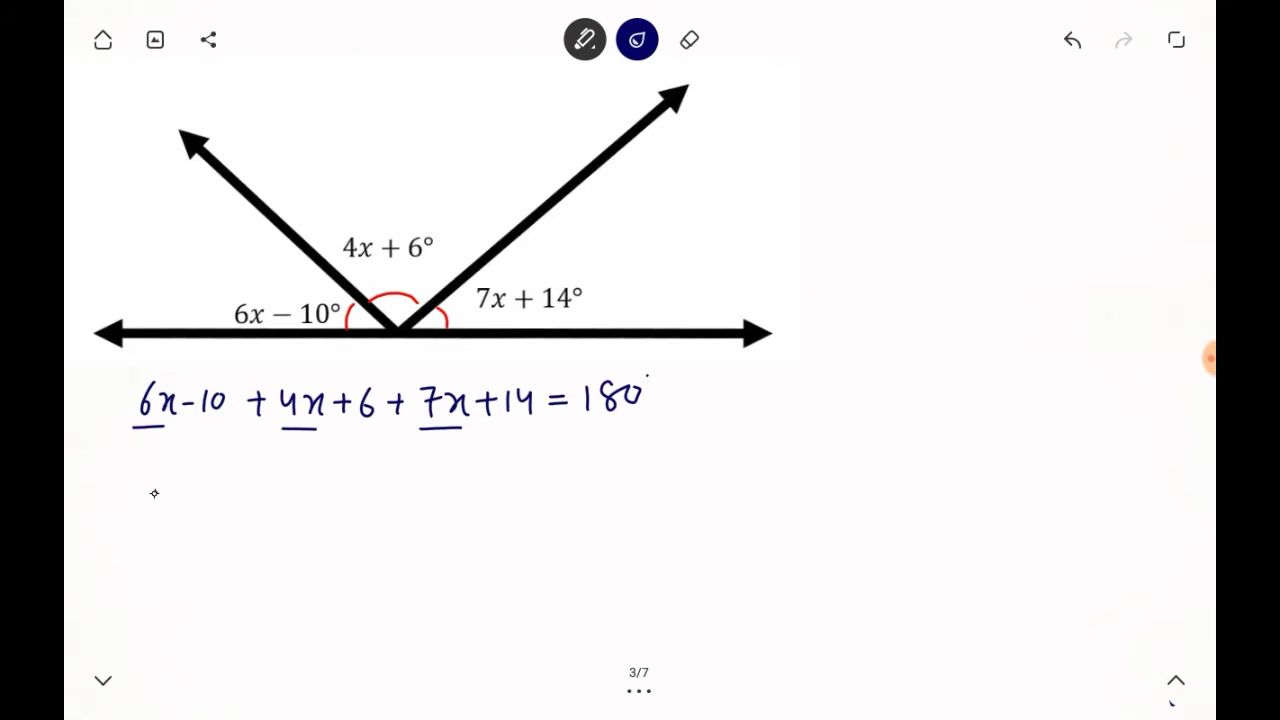 4x + 6°
6x − 10°
7x + 14°
6x-10 + 4x+6 + 7x+14 = 180°
3/7